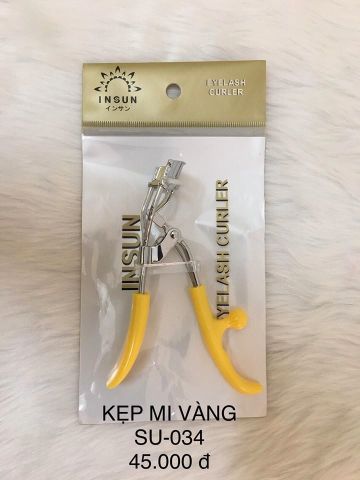 INSUN
インサン
EYELASH
CURLER
INSUN
EYELASH CURLER
KẸP MI VÀNG
SU-034
45.000 đ